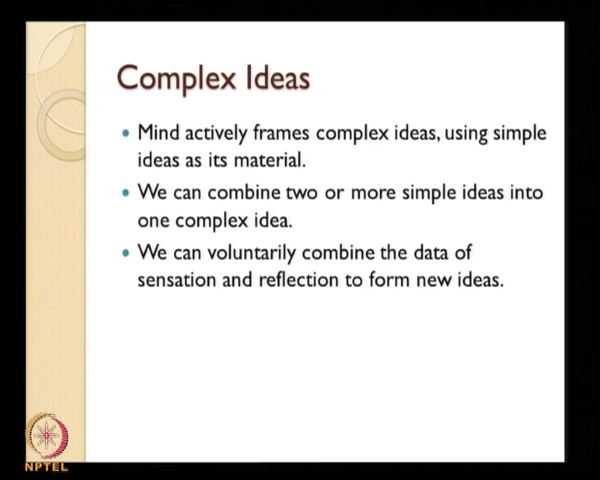 Complex Ideas
• Mind actively frames complex ideas, using simple
ideas as its material.
• We can combine two or more simple ideas into
one complex idea.
• We can voluntarily combine the data of
sensation and reflection to form new ideas.
NPTEL